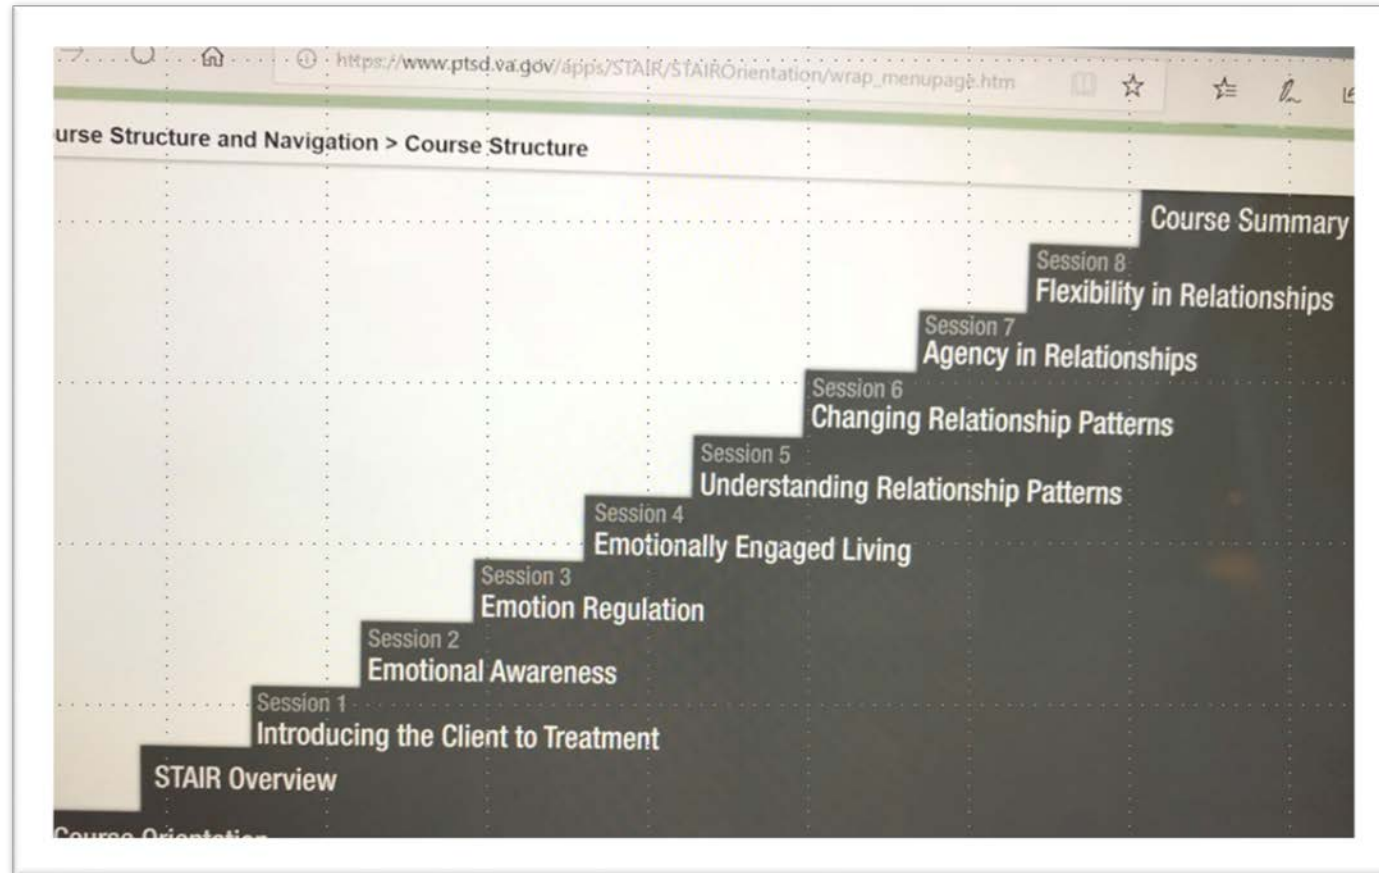 https://www.ptsd.va.gov/apps/STAIR/STAIROrientation/wrap_menupage.htm
urse Structure and Navigation > Course Structure
Course Summary
Session 8
Flexibility in Relationships
Session 7
Agency in Relationships
Session 6
Changing Relationship Patterns
Session 5
Understanding Relationship Patterns
Session 4
Emotionally Engaged Living
Session 3
Emotion Regulation
Session 2
Emotional Awareness
Session 1
Introducing the Client to Treatment
STAIR Overview
Course Orientation